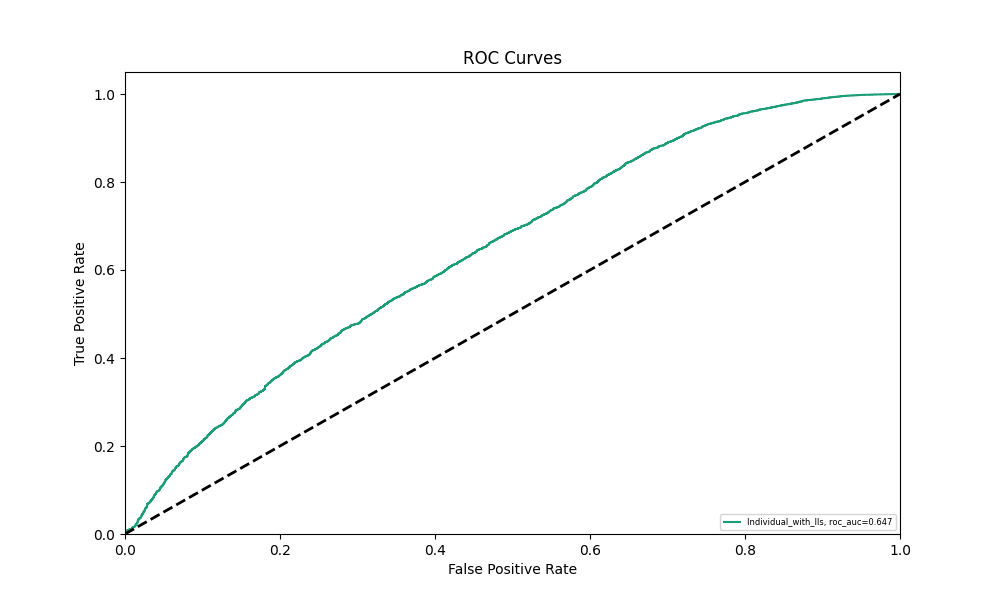 ROC Curves
True Positive Rate
1.0
0.8
0.6
0.4
0.2
0.0
0.0 0.2 0.4 0.6 0.8 1.0
False Positive Rate
Individual_with_lls, roc_auc=0.647